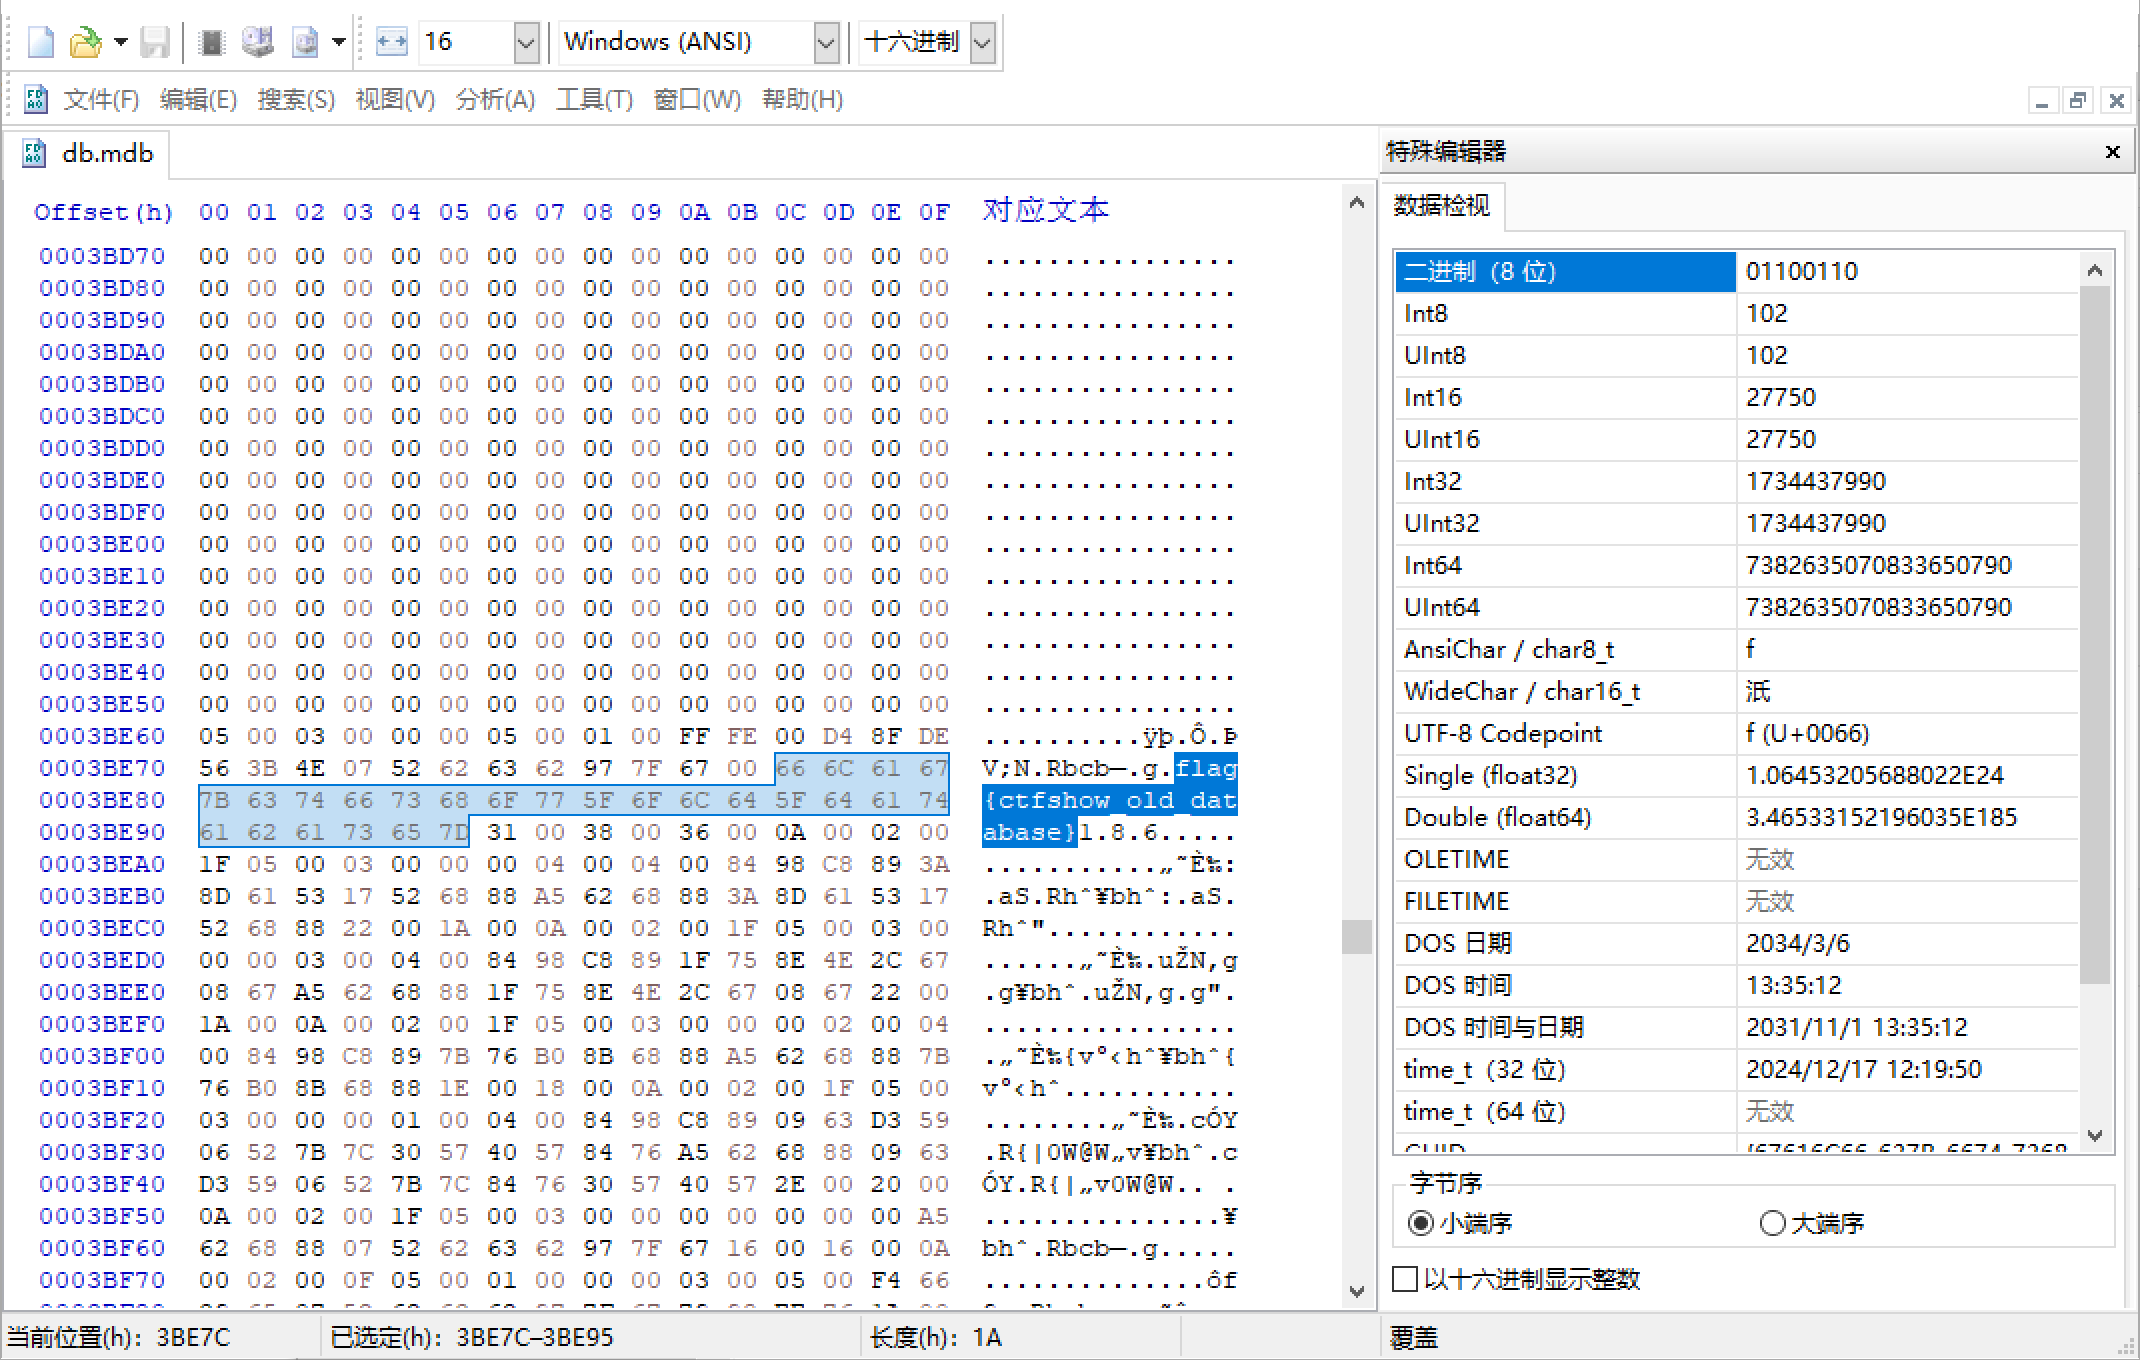 16 Windows (ANSI) 十六进制
文件(F) 编辑(E) 搜索(S) 视图(V) 分析(A) 工具(T) 窗口(W) 帮助(H)
db.mdb
Offset(h) 00 01 02 03 04 05 06 07 08 09 0A 0B 0C 0D 0E 0F 对应文本
0003BD70 00 00 00 00 00 00 00 00 00 00 00 00 00 00 00 00 ................
0003BD80 00 00 00 00 00 00 00 00 00 00 00 00 00 00 00 00 ................
0003BD90 00 00 00 00 00 00 00 00 00 00 00 00 00 00 00 00 ................
0003BDA0 00 00 00 00 00 00 00 00 00 00 00 00 00 00 00 00 ................
0003BDB0 00 00 00 00 00 00 00 00 00 00 00 00 00 00 00 00 ................
0003BDC0 00 00 00 00 00 00 00 00 00 00 00 00 00 00 00 00 ................
0003BDD0 00 00 00 00 00 00 00 00 00 00 00 00 00 00 00 00 ................
0003BDE0 00 00 00 00 00 00 00 00 00 00 00 00 00 00 00 00 ................
0003BDF0 00 00 00 00 00 00 00 00 00 00 00 00 00 00 00 00 ................
0003BE00 00 00 00 00 00 00 00 00 00 00 00 00 00 00 00 00 ................
0003BE10 00 00 00 00 00 00 00 00 00 00 00 00 00 00 00 00 ................
0003BE20 00 00 00 00 00 00 00 00 00 00 00 00 00 00 00 00 ................
0003BE30 00 00 00 00 00 00 00 00 00 00 00 00 00 00 00 00 ................
0003BE40 00 00 00 00 00 00 00 00 00 00 00 00 00 00 00 00 ................
0003BE50 00 00 00 00 00 00 00 00 00 00 00 00 00 00 00 00 ................
0003BE60 05 00 03 00 00 00 05 00 01 00 FF FE 00 D4 8F DE ..........ÿþ.Ô.Þ
0003BE70 56 3B 4E 07 52 62 63 62 97 7F 67 00 66 6C 61 67 V;N.Rbcb—.g.flag
0003BE80 7B 63 74 66 73 68 6F 77 5F 6F 6C 64 5F 64 61 74 {ctfshow_old_dat
0003BE90 61 62 61 73 65 7D 31 00 38 00 36 00 0A 00 02 00 abase}1.8.6.....
0003BEA0 1F 05 00 03 00 00 00 04 00 04 00 84 98 C8 89 3A ...........„˜È‰:
0003BEB0 8D 61 53 17 52 68 88 A5 62 68 88 3A 8D 61 53 17 .aS.Rhˆ¥bhˆ:.aS.
0003BEC0 52 68 88 22 00 1A 00 0A 00 02 00 1F 05 00 03 00 Rhˆ"............
0003BED0 00 00 03 00 04 00 84 98 C8 89 1F 75 8E 4E 2C 67 ......„˜È‰.uŽN,g
0003BEE0 08 67 A5 62 68 88 1F 75 8E 4E 2C 67 08 67 22 00 .g¥bhˆ.uŽN,g.g".
0003BEF0 1A 00 0A 00 02 00 1F 05 00 03 00 00 00 02 00 04 ................
0003BF00 00 84 98 C8 89 7B 76 B0 8B 68 88 A5 62 68 88 7B .„˜È‰{v°‹hˆ¥bhˆ{
0003BF10 76 B0 8B 68 88 1E 00 18 00 0A 00 02 00 1F 05 00 v°‹hˆ...........
0003BF20 03 00 00 00 01 00 04 00 84 98 C8 89 09 63 D3 59 ........„˜È‰.cÓY
0003BF30 06 52 7B 7C 30 57 40 57 84 76 A5 62 68 88 09 63 .R{|0W@W„v¥bhˆ.c
0003BF40 D3 59 06 52 7B 7C 84 76 30 57 40 57 2E 00 20 00 ÓY.R{|„v0W@W.. .
0003BF50 0A 00 02 00 1F 05 00 03 00 00 00 00 00 00 00 A5 ...............¥
0003BF60 62 68 88 07 52 62 63 62 97 7F 67 16 00 16 00 0A bhˆ.Rbcb—.g.....
0003BF70 00 02 00 0F 05 00 01 00 00 00 03 00 05 00 F4 66 ..............ôf
特殊编辑器
数据检视
二进制 (8 位) 01100110
Int8 102
UInt8 102
Int16 27750
UInt16 27750
Int32 1734437990
UInt32 1734437990
Int64 7382635070833650790
UInt64 7382635070833650790
AnsiChar / char8_t f
WideChar / char16_t 汦
UTF-8 Codepoint f (U+0066)
Single (float32) 1.06453205688022E24
Double (float64) 3.46533152196035E185
OLETIME 无效
FILETIME 无效
DOS 日期 2034/3/6
DOS 时间 13:35:12
DOS 时间与日期 2031/11/1 13:35:12
time_t (32 位) 2024/12/17 12:19:50
time_t (64 位) 无效
字节序
小端序 大端序
以十六进制显示整数
当前位置(h): 3BE7C 已选定(h): 3BE7C–3BE95 长度(h): 1A 覆盖